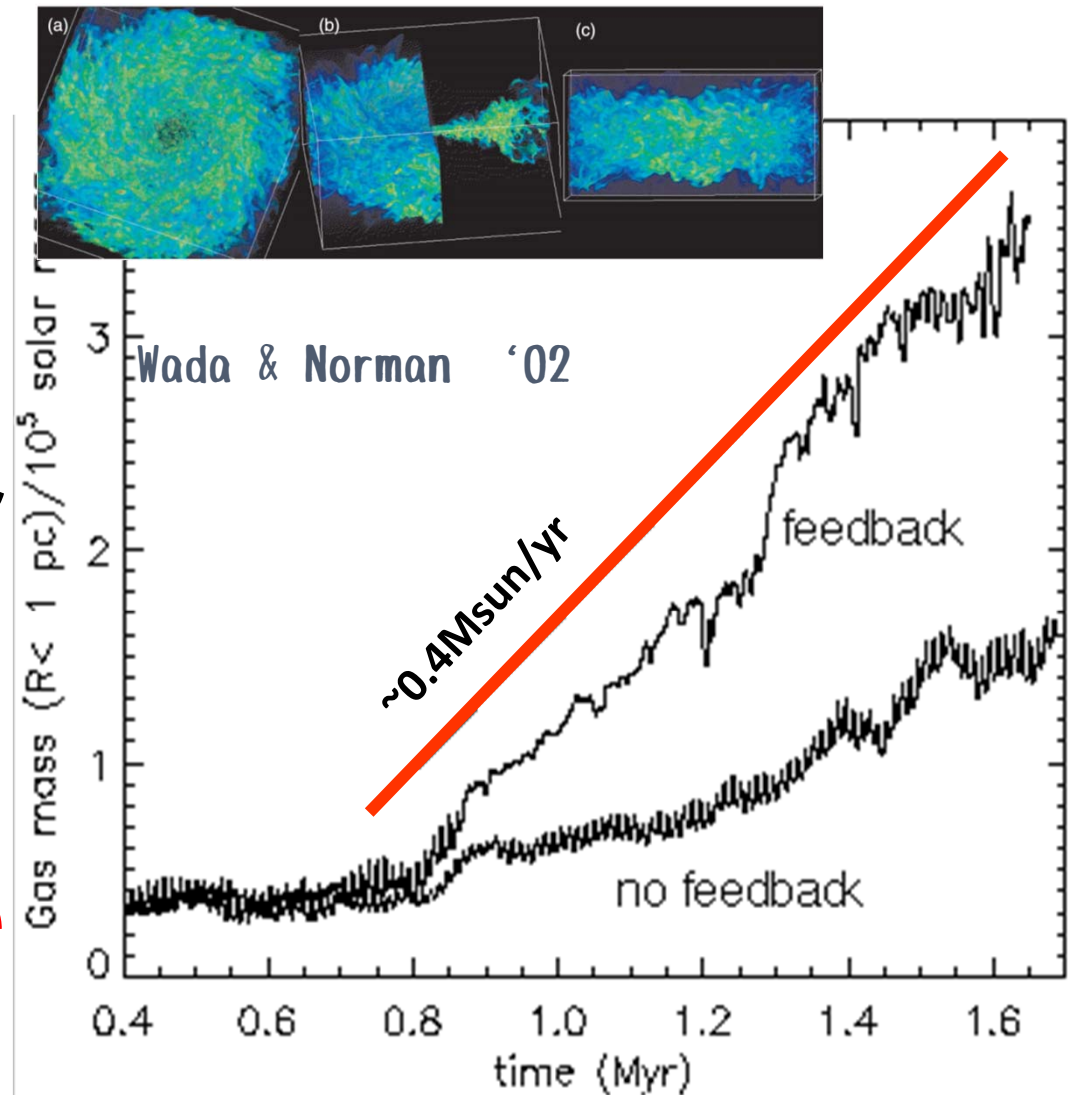 (a)
(b)
(c)
Gas mass (R< 1 pc)/10⁵ solar
Wada & Norman ‘02
~0.4Msun/yr
feedback
no feedback
3
2
1
0
0.4 0.6 0.8 1.0 1.2 1.4 1.6
time (Myr)